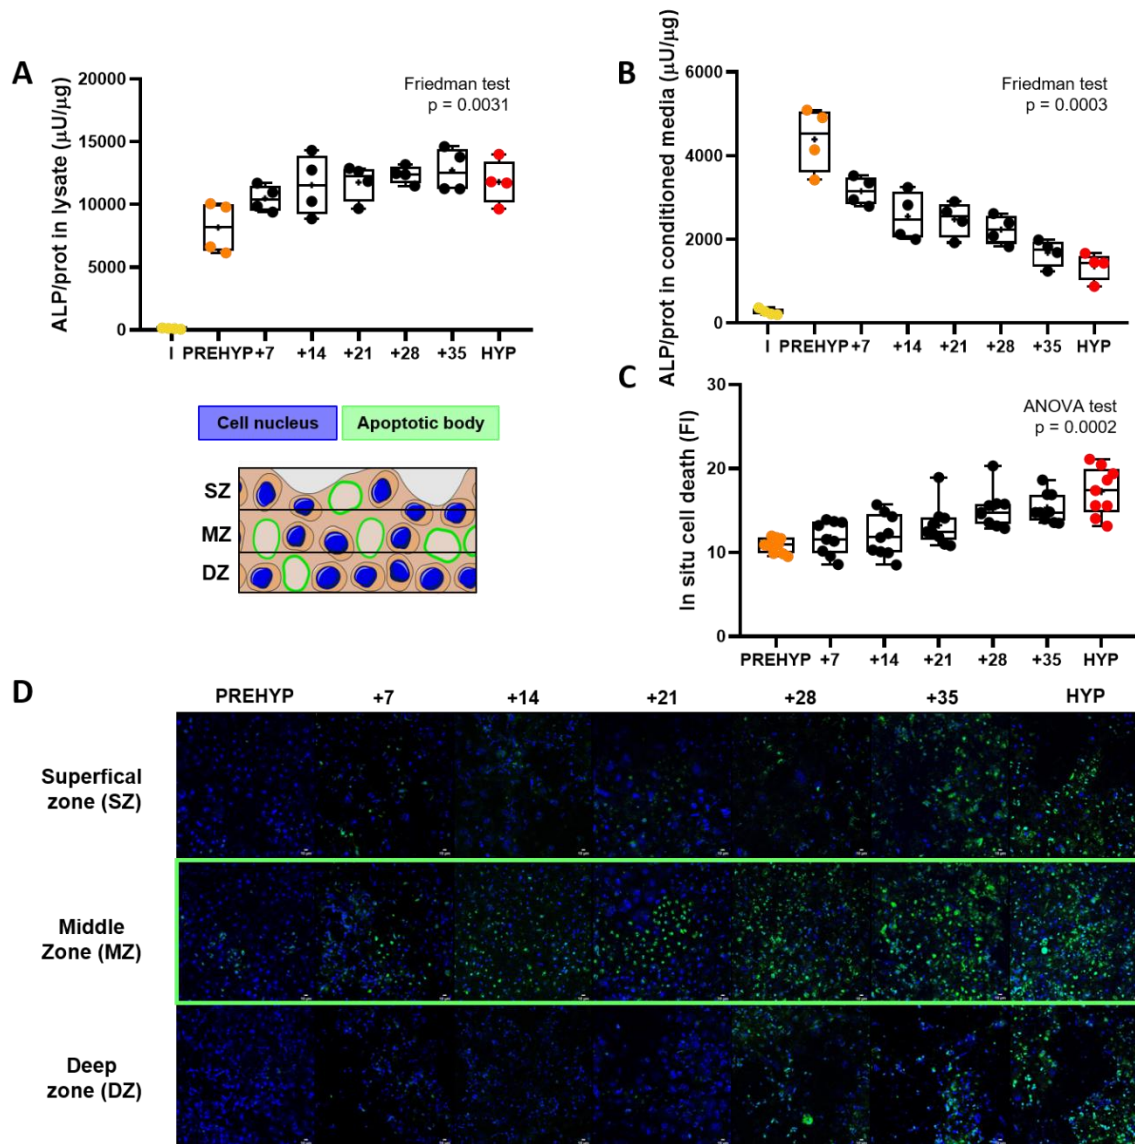 A
ALP/prot in lysate (μU/μg)
20000
15000
10000
5000
0
Friedman test
p = 0.0031
I PREHYP +7 +14 +21 +28 +35 HYP
B
ALP/prot in conditioned media (μU/μg)
6000
4000
2000
0
Friedman test
p = 0.0003
I PREHYP +7 +14 +21 +28 +35 HYP
Cell nucleus
Apoptotic body
SZ
MZ
DZ
C
In situ cell death (FI)
30
20
10
0
ANOVA test
p = 0.0002
PREHYP +7 +14 +21 +28 +35 HYP
D
PREHYP +7 +14 +21 +28 +35 HYP
Superfical
zone (SZ)
Middle
Zone (MZ)
Deep
zone (DZ)